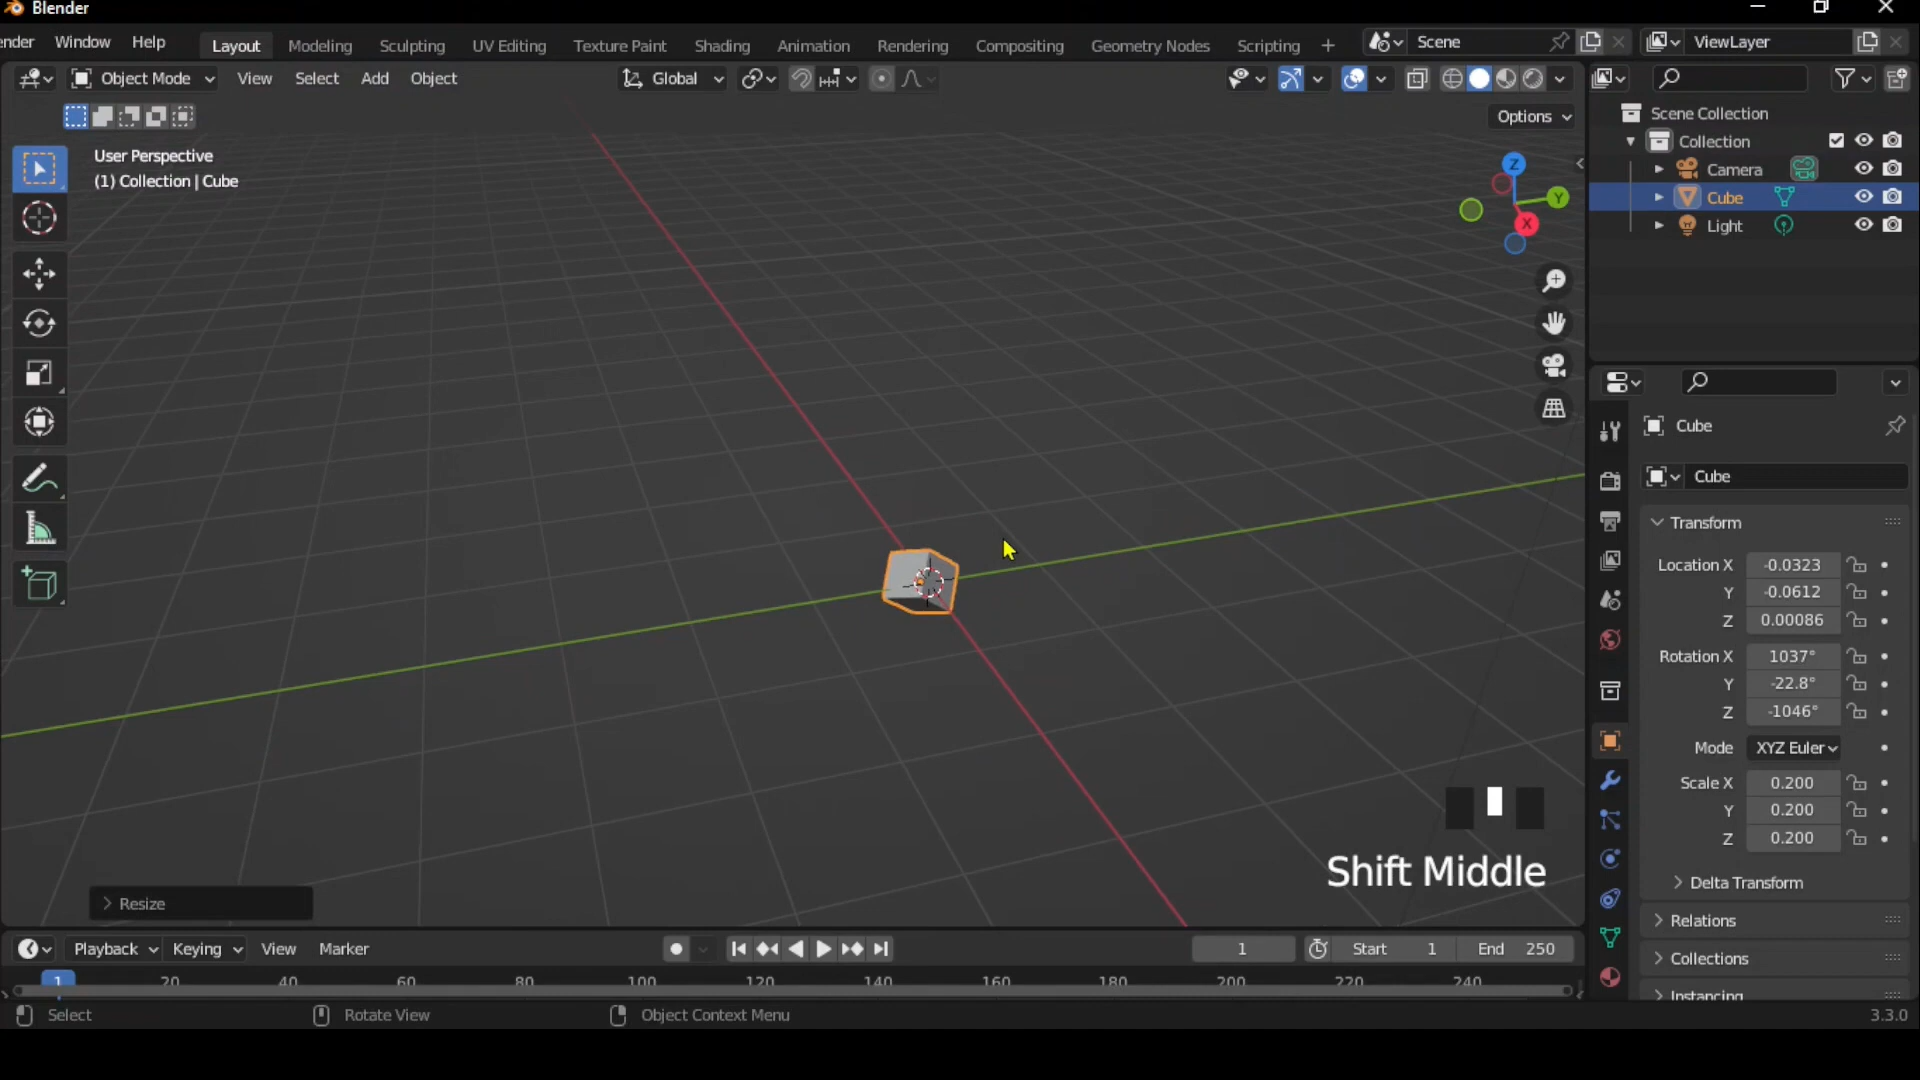 Blender
ender Window Help Layout Modeling Sculpting UV Editing Texture Paint Shading Animation Rendering Compositing Geometry Nodes Scripting + Scene ViewLayer
Object Mode View Select Add Object Global
Options
User Perspective
(1) Collection | Cube
Z
Y
X
Scene Collection
Collection
Camera
Cube
Light
Cube
Cube
Transform
Location X -0.0323
Y -0.0612
Z 0.00086
Rotation X 1037°
Y -22.8°
Z -1046°
Mode XYZ Euler
Scale X 0.200
Y 0.200
Z 0.200
Delta Transform
Relations
Collections
Instancing
Shift Middle
Resize
Playback Keying View Marker 1 Start 1 End 250
1 20 40 60 80 100 120 140 160 180 200 220 240
Select Rotate View Object Context Menu 3.3.0